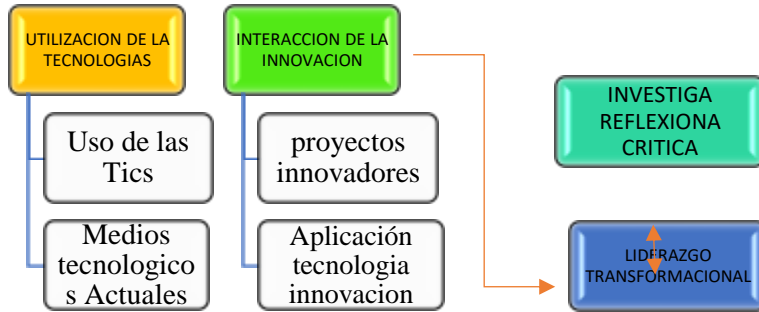 UTILIZACION DE LA
TECNOLOGIAS
Uso de las
Tics
Medios
tecnologico
s Actuales
INTERACCION DE LA
INNOVACION
proyectos
innovadores
Aplicación
tecnologia
innovacion
INVESTIGA
REFLEXIONA
CRITICA
LIDERAZGO
TRANSFORMACIONAL